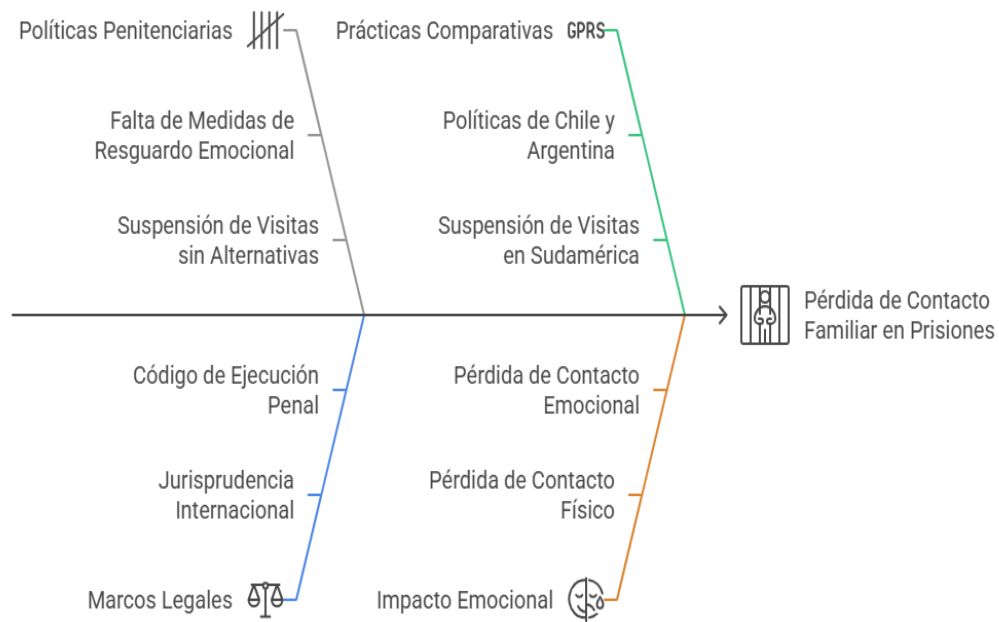 Políticas Penitenciarias
Prácticas Comparativas GPRS
Falta de Medidas de
Resguardo Emocional
Políticas de Chile y
Argentina
Suspensión de Visitas
sin Alternativas
Suspensión de Visitas
en Sudamérica
Pérdida de Contacto
Familiar en Prisiones
Código de Ejecución
Penal
Pérdida de Contacto
Emocional
Jurisprudencia
Internacional
Pérdida de Contacto
Físico
Marcos Legales
Impacto Emocional